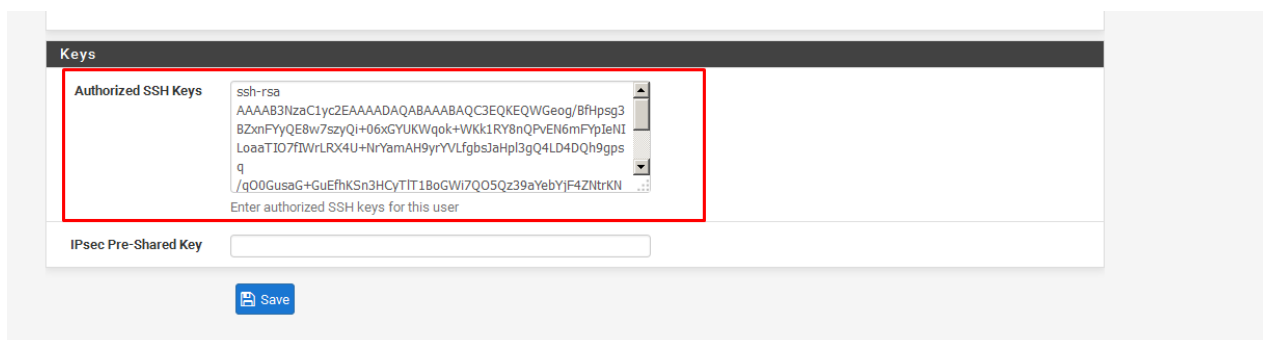 Keys
Authorized SSH Keys
ssh-rsa
AAAAB3NzaC1yc2EAAAADAQABAAABAQC3EQKEQWGeog/BfHpsg3
BZxnFYyQE8w7szyQi+06xGYUKWqok+WKk1RY8nQPvEN6mFYpIeNI
LoaaTIO7fIWrLRX4U+NrYamAH9yrYVLfgbsJaHpl3gQ4LD4DQh9gps
q
/qO0GusaG+GuEfhKSn3HCyTlT1BoGWi7QO5Qz39aYebYjF4ZNtrKN
Enter authorized SSH keys for this user
IPsec Pre-Shared Key
Save